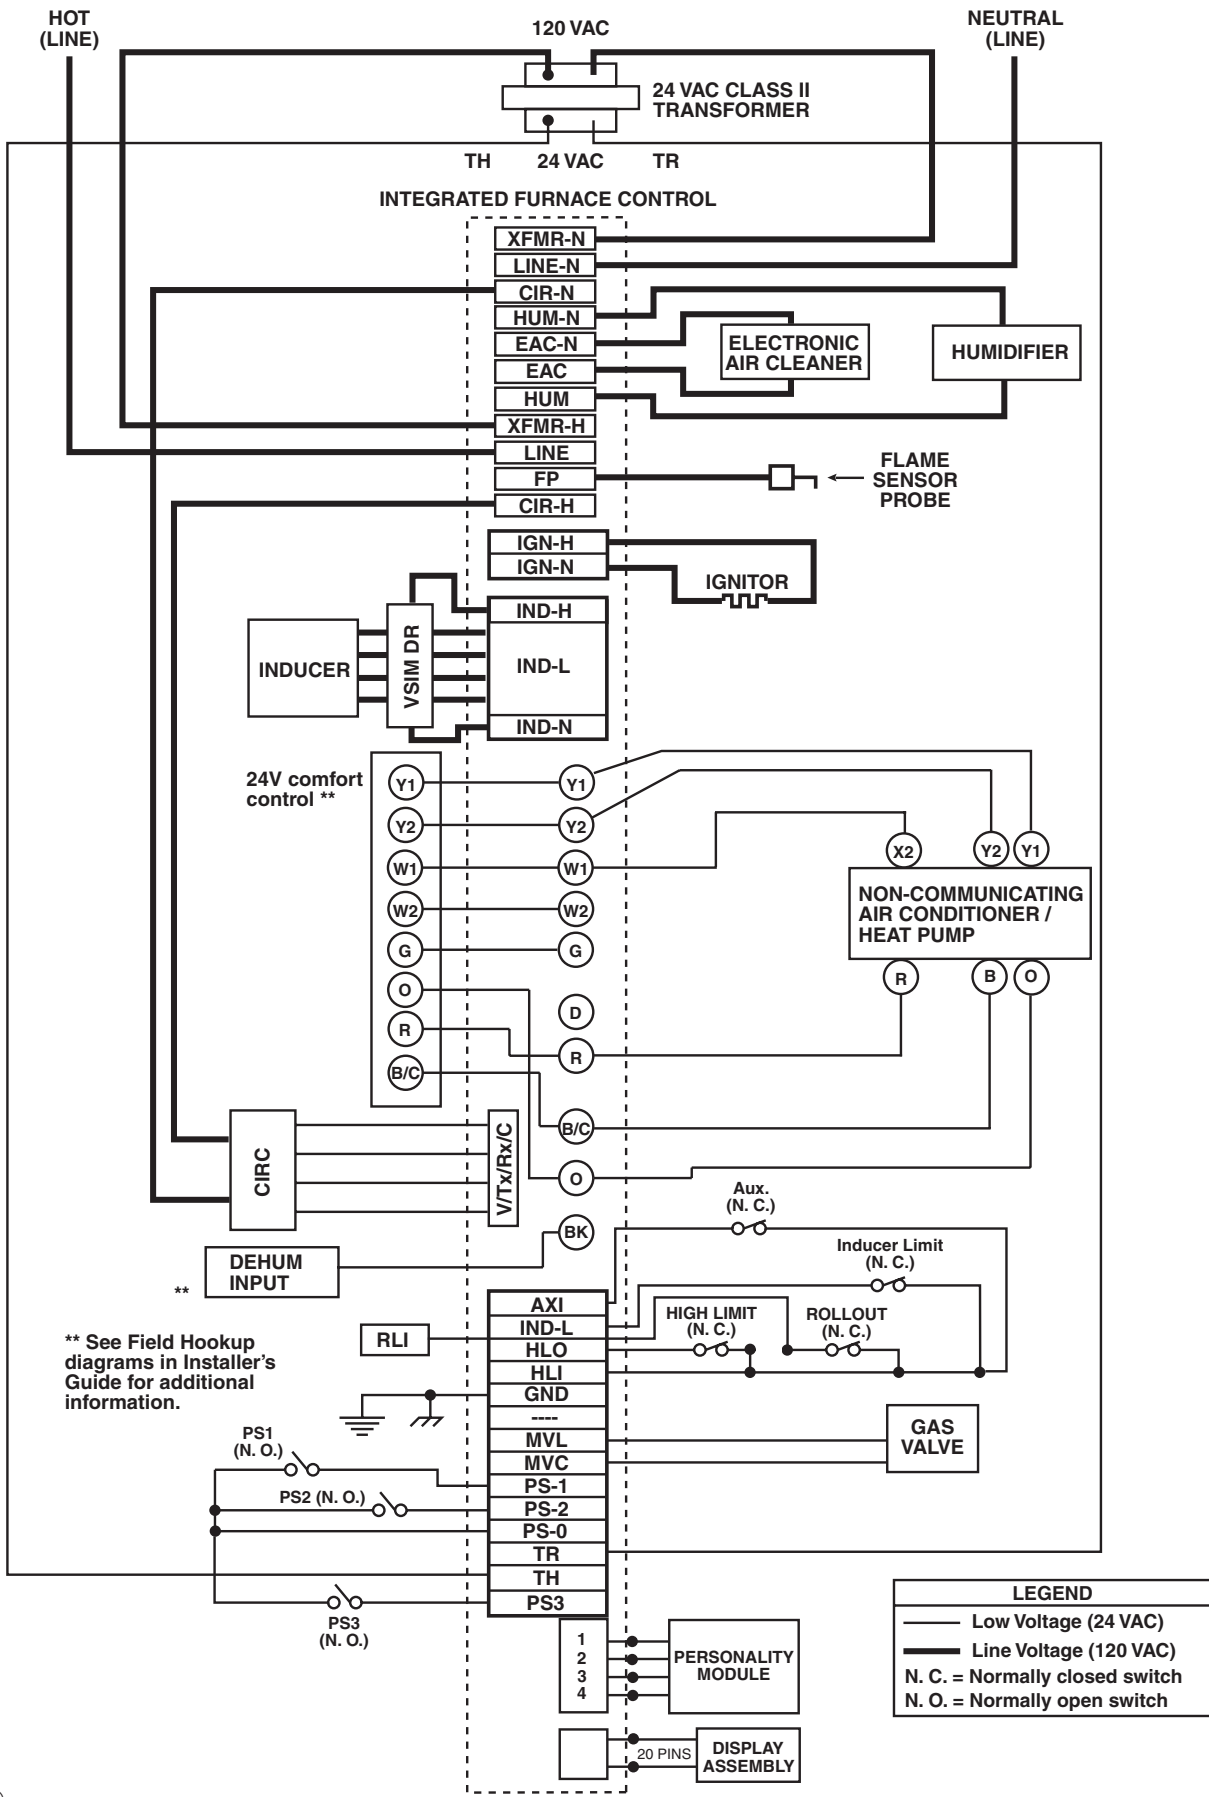 HOT
(LINE)
120 VAC
NEUTRAL
(LINE)
24 VAC CLASS II
TRANSFORMER
TH
24 VAC
TR
INTEGRATED FURNACE CONTROL
XFMR-N
LINE-N
CIR-N
HUM-N
EAC-N
EAC
HUM
XFMR-H
LINE
FP
CIR-H
ELECTRONIC
AIR CLEANER
HUMIDIFIER
FLAME
SENSOR
PROBE
IGN-H
IGN-N
IGNITOR
IND-H
IND-L
IND-N
INDUCER
VSIM DR
24V comfort
control **
Y1
Y2
W1
W2
G
O
R
B/C
Y1
Y2
W1
W2
G
D
R
B/C
O
BK
X2
Y2
Y1
NON-COMMUNICATING
AIR CONDITIONER /
HEAT PUMP
R
B
O
CIRC
V/Tx/Rx/C
DEHUM
INPUT
**
Aux.
(N. C.)
Inducer Limit
(N. C.)
HIGH LIMIT
(N. C.)
ROLLOUT
(N. C.)
RLI
** See Field Hookup
diagrams in Installer's
Guide for additional
information.
AXI
IND-L
HLO
HLI
GND
----
MVL
MVC
PS-1
PS-2
PS-0
TR
TH
PS3
GAS
VALVE
PS1
(N. O.)
PS2 (N. O.)
PS3
(N. O.)
1
2
3
4
PERSONALITY
MODULE
20 PINS
DISPLAY
ASSEMBLY
LEGEND
Low Voltage (24 VAC)
Line Voltage (120 VAC)
N. C. = Normally closed switch
N. O. = Normally open switch